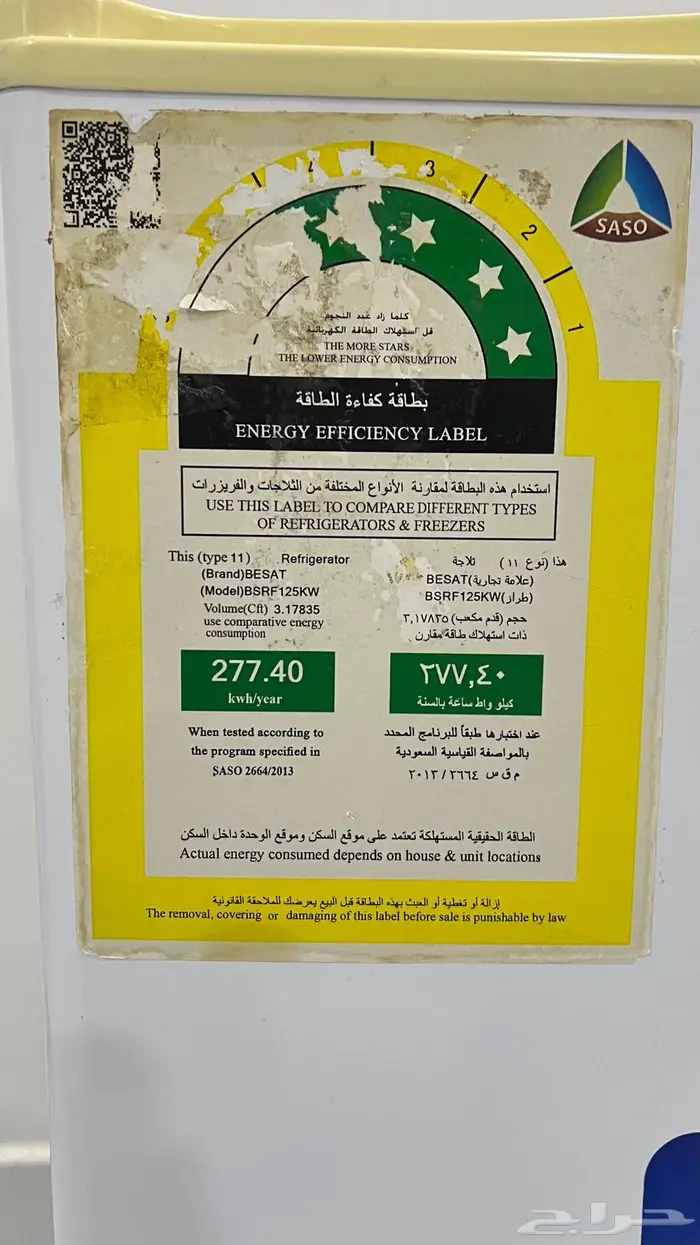 4
3
2
1
SASO
كلما زاد عدد النجوم
قل استهلاك الطاقة الكهربائية
THE MORE STARS
THE LOWER ENERGY CONSUMPTION
بطاقة كفاءة الطاقة
ENERGY EFFICIENCY LABEL
استخدام هذه البطاقة لمقارنة الأنواع المختلفة من الثلاجات والفريزرات
USE THIS LABEL TO COMPARE DIFFERENT TYPES
OF REFRIGERATORS & FREEZERS
This (type 11) Refrigerator
(Brand)BESAT
(Model)BSRF125KW
Volume(Cft) 3.17835
use comparative energy
consumption
هذا (نوع ١١) ثلاجة
(علامة تجارية)BESAT
(طراز)BSRF125KW
حجم (قدم مكعب) ٣,١٧٨٣٥
ذات استهلاك طاقة مقارن
277.40
kwh/year
٢٧٧,٤٠
كيلو واط ساعة بالسنة
When tested according to
the program specified in
SASO 2664/2013
عند اختبارها طبقاً للبرنامج المحدد
بالمواصفة القياسية السعودية
م ق س ٢٦٦٤ / ٢٠١٣
الطاقة الحقيقية المستهلكة تعتمد على موقع السكن وموقع الوحدة داخل السكن
Actual energy consumed depends on house & unit locations
إزالة أو تغطية أو العبث بهذه البطاقة قبل البيع يعرضك للملاحقة القانونية
The removal, covering or damaging of this label before sale is punishable by law
حراج